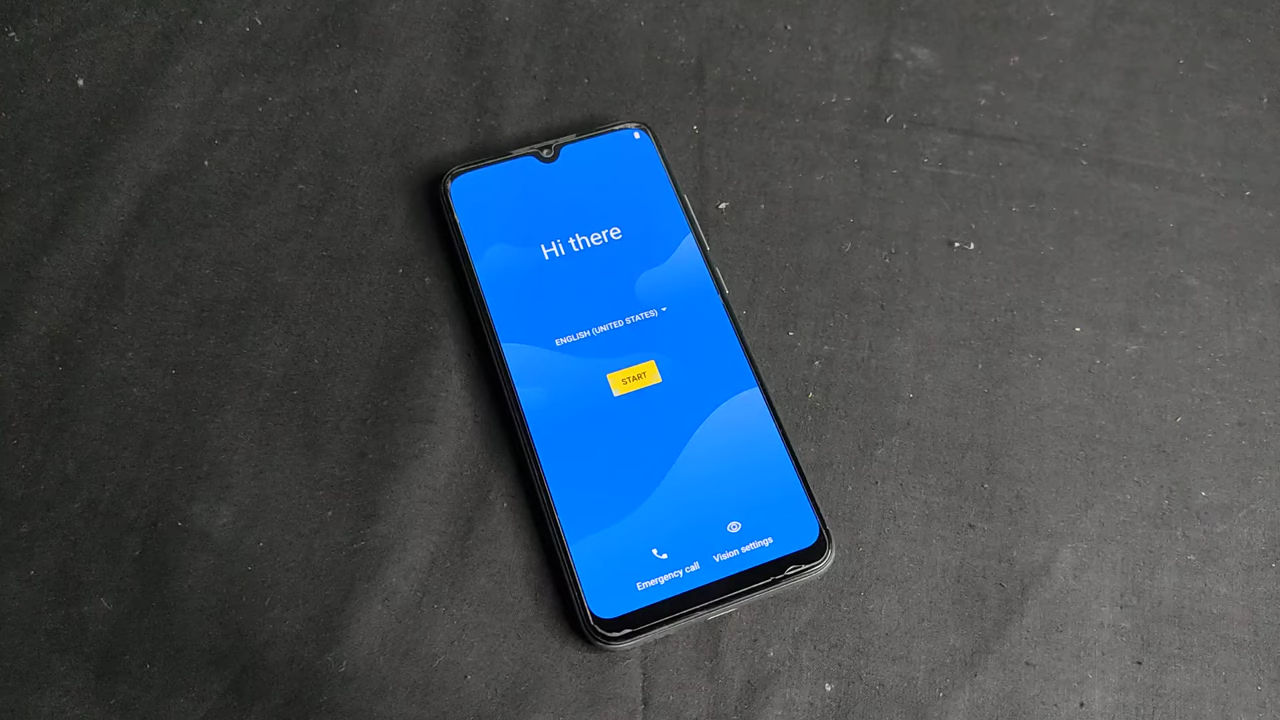 Hi there
ENGLISH (UNITED STATES)
START
Emergency call
Vision settings